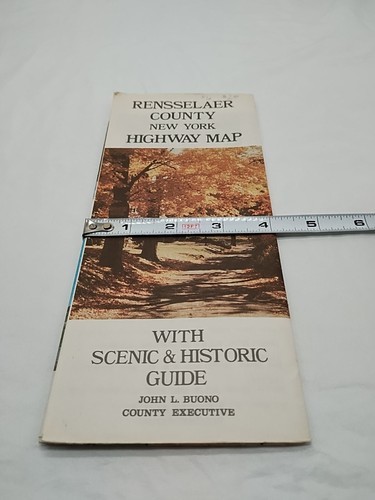 RENSSELAER
COUNTY
NEW YORK
HIGHWAY MAP
1 2 3 4 5 6
WITH
SCENIC & HISTORIC
GUIDE
JOHN L. BUONO
COUNTY EXECUTIVE